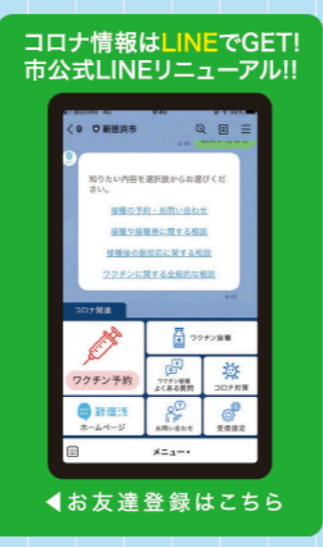 コロナ情報はLINEでGET!
市公式LINEリニューアル!!
9:45
9 新居浜市
9:45
知りたい内容を選択肢からお選びくだ
さい。
接種の予約・お問い合わせ
接種や接種券に関する相談
接種後の副反応に関する相談
ワクチンに関する全般的な相談
9:45
コロナ関連
ワクチン予約
ワクチン接種
ワクチン接種
よくある質問
コロナ対策
新居浜
ホームページ
お問い合わせ
受信設定
メニュー▾
◀お友達登録はこちら